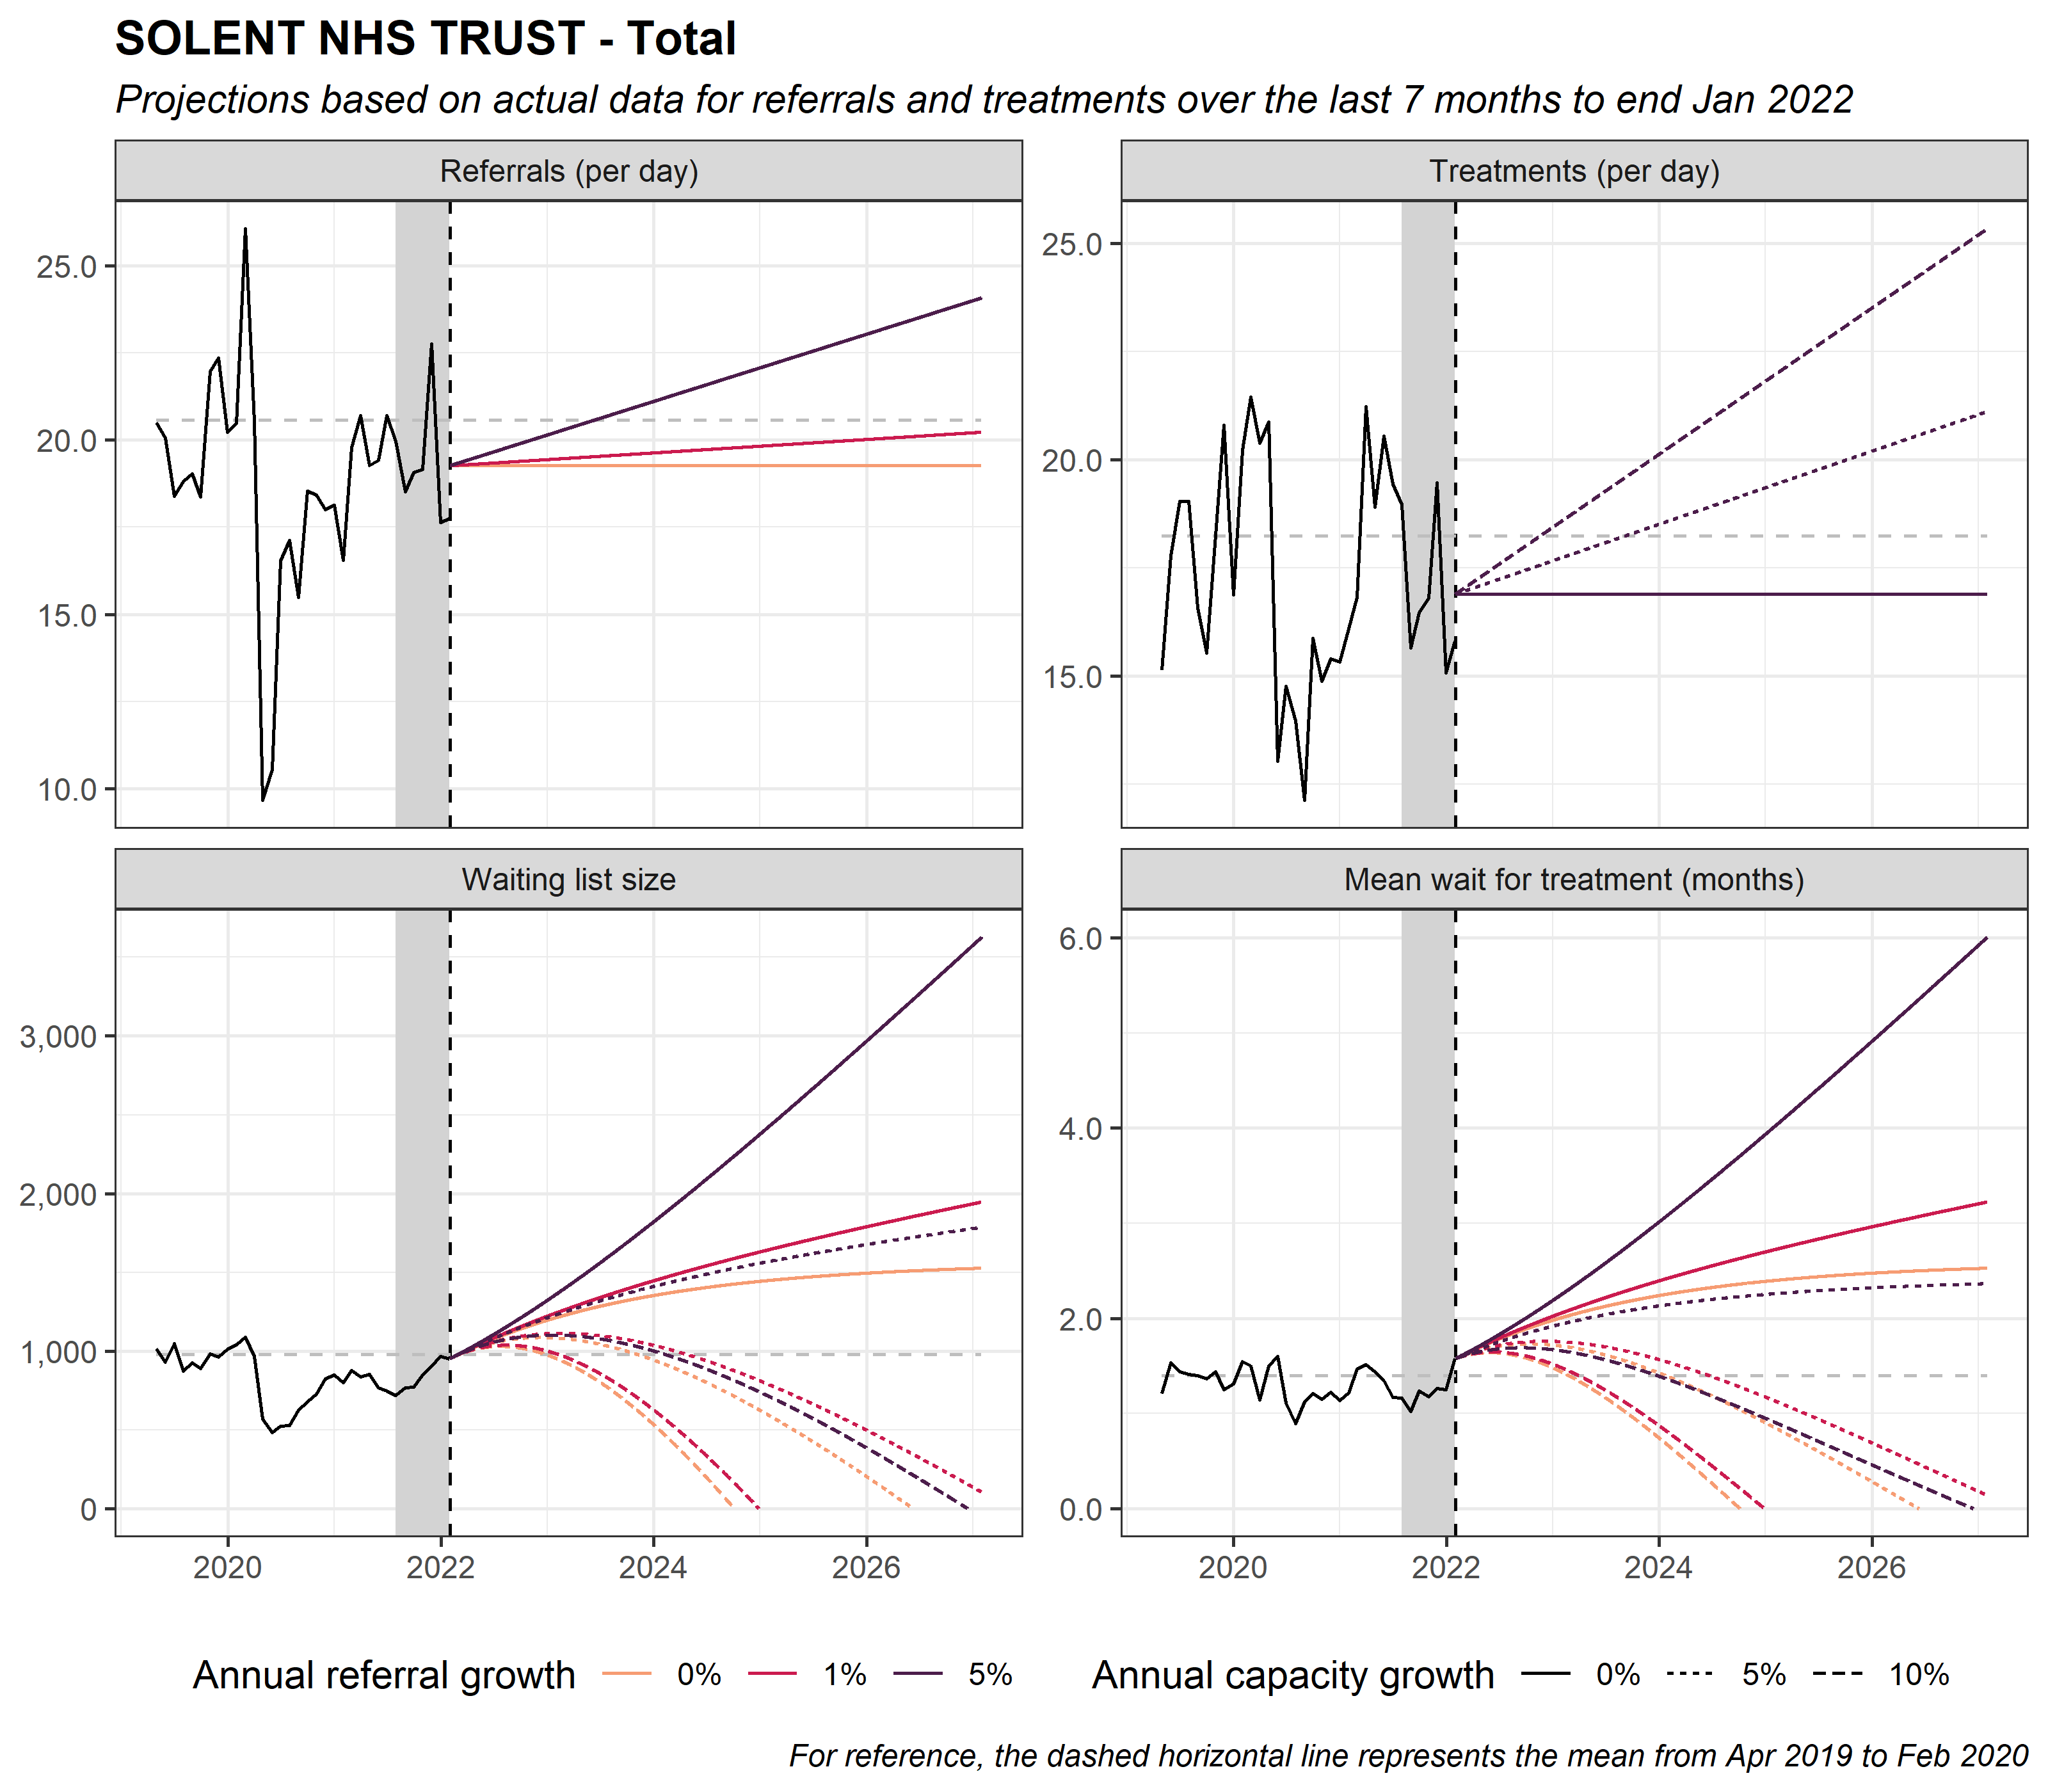 SOLENT NHS TRUST - Total
Projections based on actual data for referrals and treatments over the last 7 months to end Jan 2022
Referrals (per day)
25.0
20.0
15.0
10.0
Treatments (per day)
25.0
20.0
15.0
Waiting list size
3,000
2,000
1,000
0
2020 2022 2024 2026
Mean wait for treatment (months)
6.0
4.0
2.0
0.0
2020 2022 2024 2026
Annual referral growth 0% 1% 5%
Annual capacity growth 0% 5% 10%
For reference, the dashed horizontal line represents the mean from Apr 2019 to Feb 2020